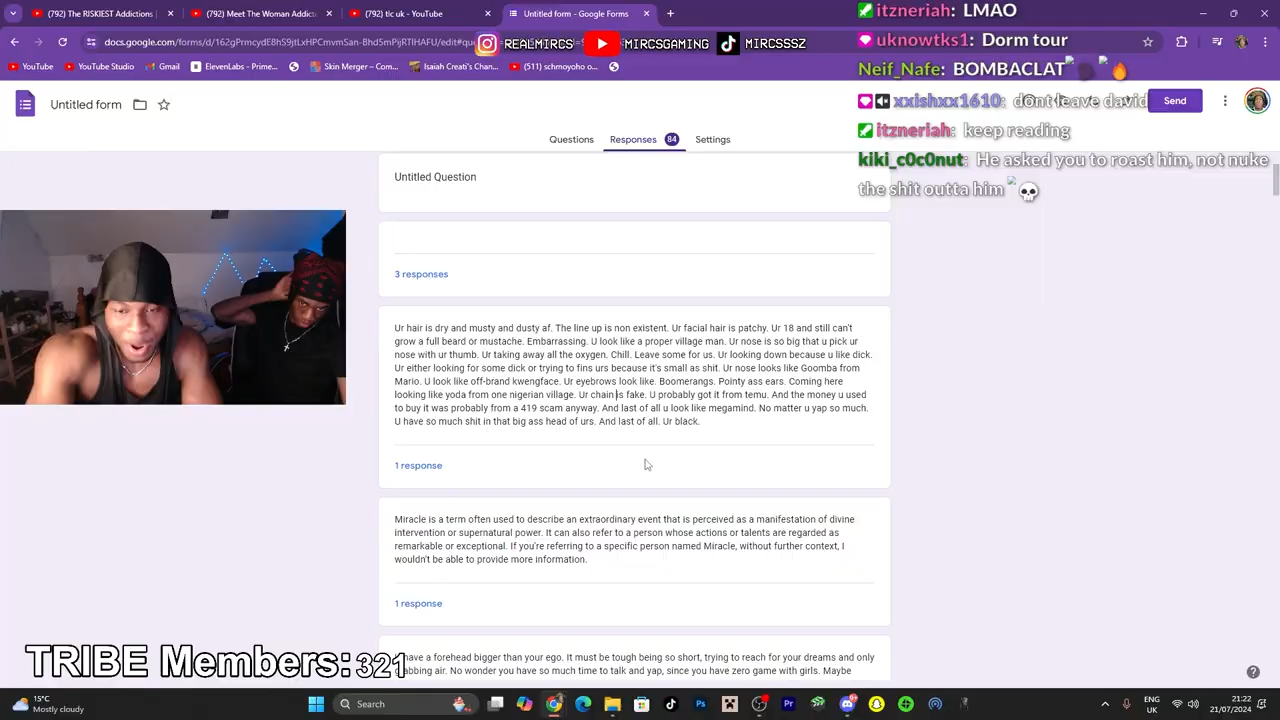 (792) The RISKIEST Addictions
(792) Meet The Woman Addict
(792) tic uk - YouTube
Untitled form - Google Forms
docs.google.com/forms/d/162gPrmcydE8hS9jtLxHPCmvmSan-Bhd5mPijRTlHAFU/edit#
REALMIRCS
MIRCSGAMING
MIRCSSSZ
YouTube
YouTube Studio
Gmail
ElevenLabs - Prime...
Skin Merger – Com...
Isaiah Creati's Chan...
(511) schmoyoho o...
itzneriah: LMAO
uknowtks1: Dorm tour
Neif_Nafe: BOMBACLAT
xxishxx1610: dont leave david
itzneriah: keep reading
kiki_c0c0nut: He asked you to roast him, not nuke
the shit outta him
Untitled form
Send
Questions
Responses 84
Settings
Untitled Question
3 responses
Ur hair is dry and musty and dusty af. The line up is non existent. Ur facial hair is patchy. Ur 18 and still can't
grow a full beard or mustache. Embarrassing. U look like a proper village man. Ur nose is so big that u pick ur
nose with ur thumb. Ur taking away all the oxygen. Chill. Leave some for us. Ur looking down because u like dick.
Ur either looking for some dick or trying to fins urs because it's small as shit. Ur nose looks like Goomba from
Mario. U look like off-brand kwengface. Ur eyebrows look like. Boomerangs. Pointy ass ears. Coming here
looking like yoda from one nigerian village. Ur chain is fake. U probably got it from temu. And the money u used
to buy it was probably from a 419 scam anyway. And last of all u look like megamind. No matter u yap so much.
U have so much shit in that big ass head of urs. And last of all. Ur black.
1 response
Miracle is a term often used to describe an extraordinary event that is perceived as a manifestation of divine
intervention or supernatural power. It can also refer to a person whose actions or talents are regarded as
remarkable or exceptional. If you're referring to a specific person named Miracle, without further context, I
wouldn't be able to provide more information.
1 response
have a forehead bigger than your ego. It must be tough being so short, trying to reach for your dreams and only
grabbing air. No wonder you have so much time to talk and yap, since you have zero game with girls. Maybe
TRIBE Members: 321
15°C
Mostly cloudy
Search
ENG
UK
21:22
21/07/2024